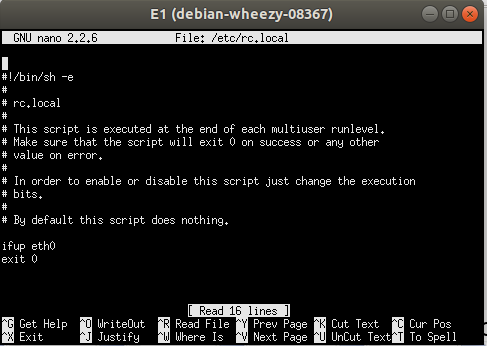 E1 (debian-wheezy-08367)
GNU nano 2.2.6 File: /etc/rc.local
#!/bin/sh -e
#
# rc.local
#
# This script is executed at the end of each multiuser runlevel.
# Make sure that the script will exit 0 on success or any other
# value on error.
#
# In order to enable or disable this script just change the execution
# bits.
#
# By default this script does nothing.
ifup eth0
exit 0
[ Read 16 lines ]
^G Get Help ^O WriteOut ^R Read File ^Y Prev Page ^K Cut Text ^C Cur Pos
^X Exit ^J Justify ^W Where Is ^V Next Page ^U UnCut Text ^T To Spell